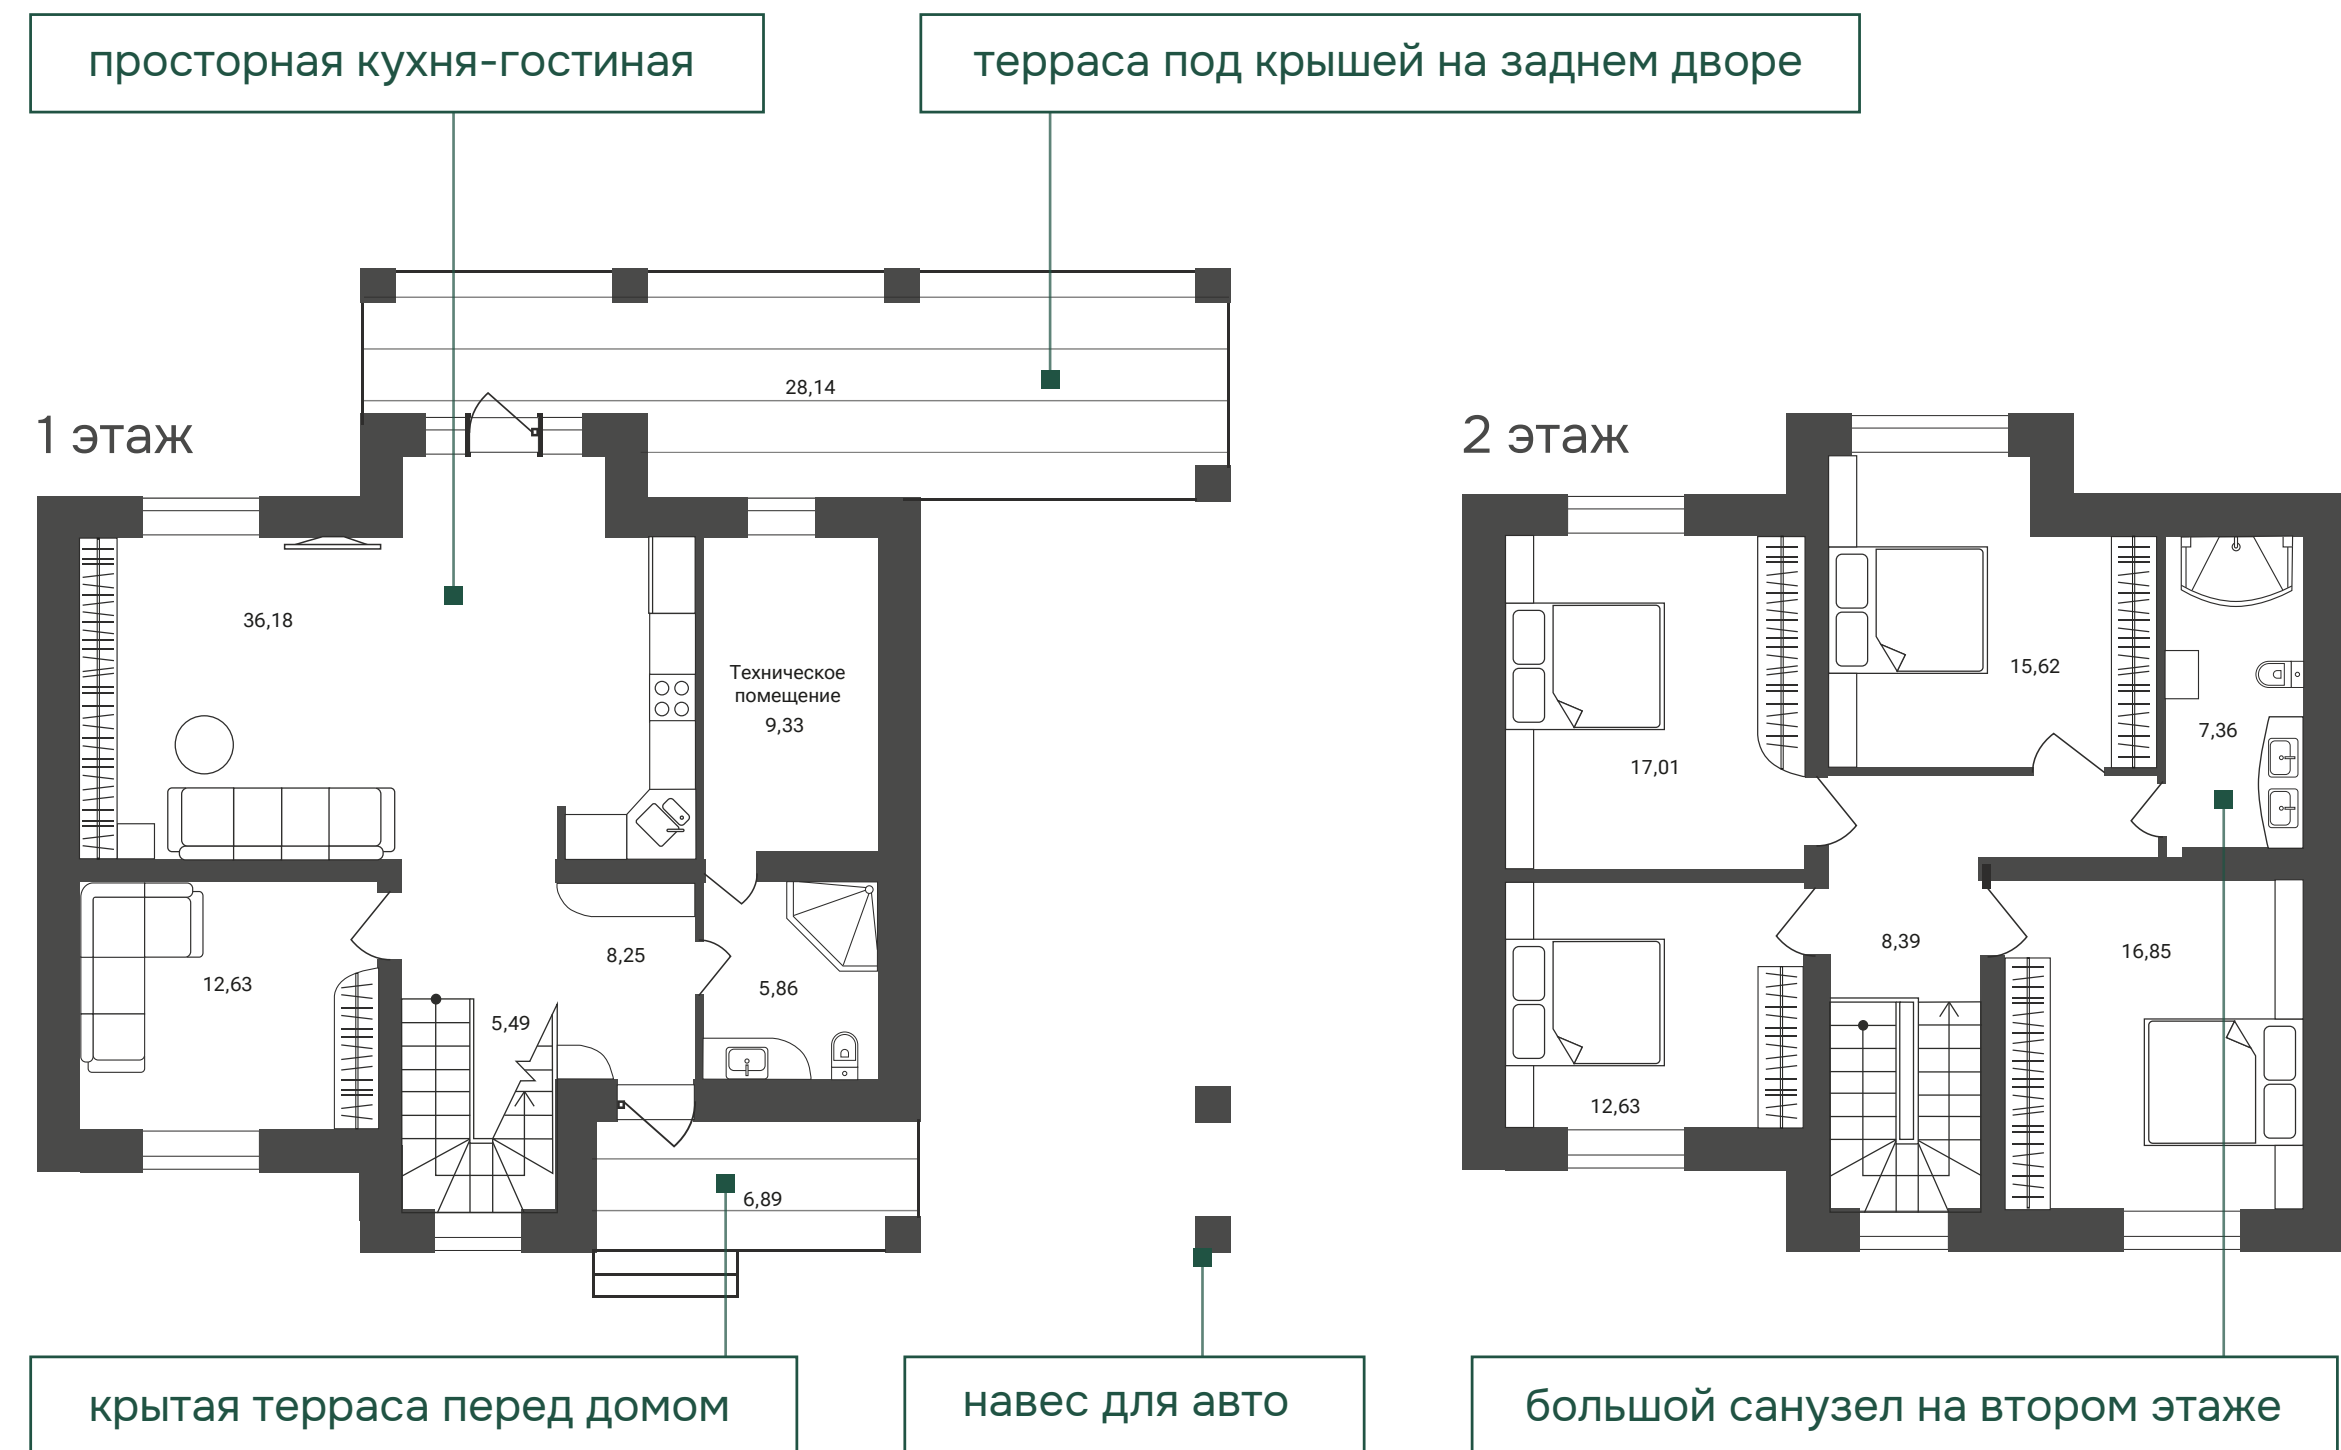 просторная кухня-гостиная
терраса под крышей на заднем дворе
1 этаж
28,14
36,18
Техническое
помещение
9,33
12,63
8,25
5,86
5,49
6,89
2 этаж
17,01
15,62
7,36
8,39
16,85
12,63
крытая терраса перед домом
навес для авто
большой санузел на втором этаже